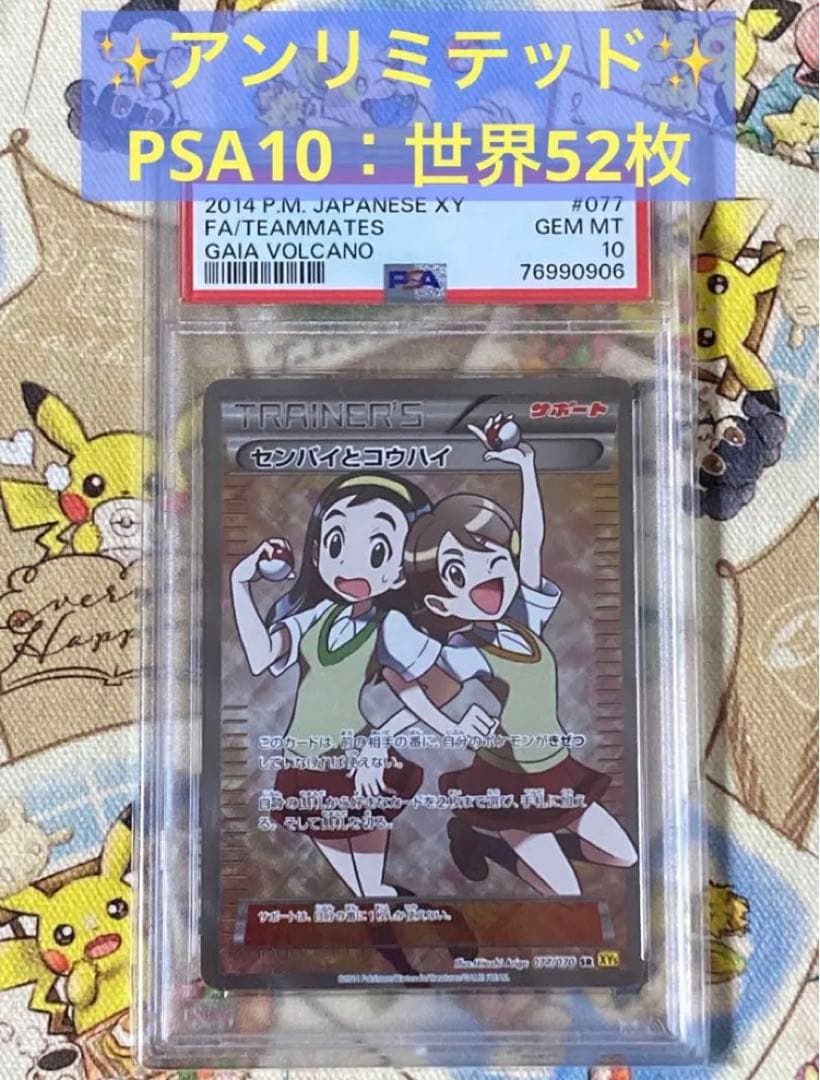 ✨アンリミテッド✨
PSA10：世界52枚
2014 P.M. JAPANESE XY #077
FA/TEAMMATES GEM MT
GAIA VOLCANO 10
PSA 76990906
TRAINER'S サポート
センパイとコウハイ
このカードは、前の相手の番に、自分のポケモンがきぜつ
していなければ使えない。
自分の山札から好きなカードを2枚まで選び、手札に加え
る。そして山札を切る。
サポートは、自分の番に1枚しか使えない。
Illus. Hitoshi Ariga 077/070 SR XY5
Happ